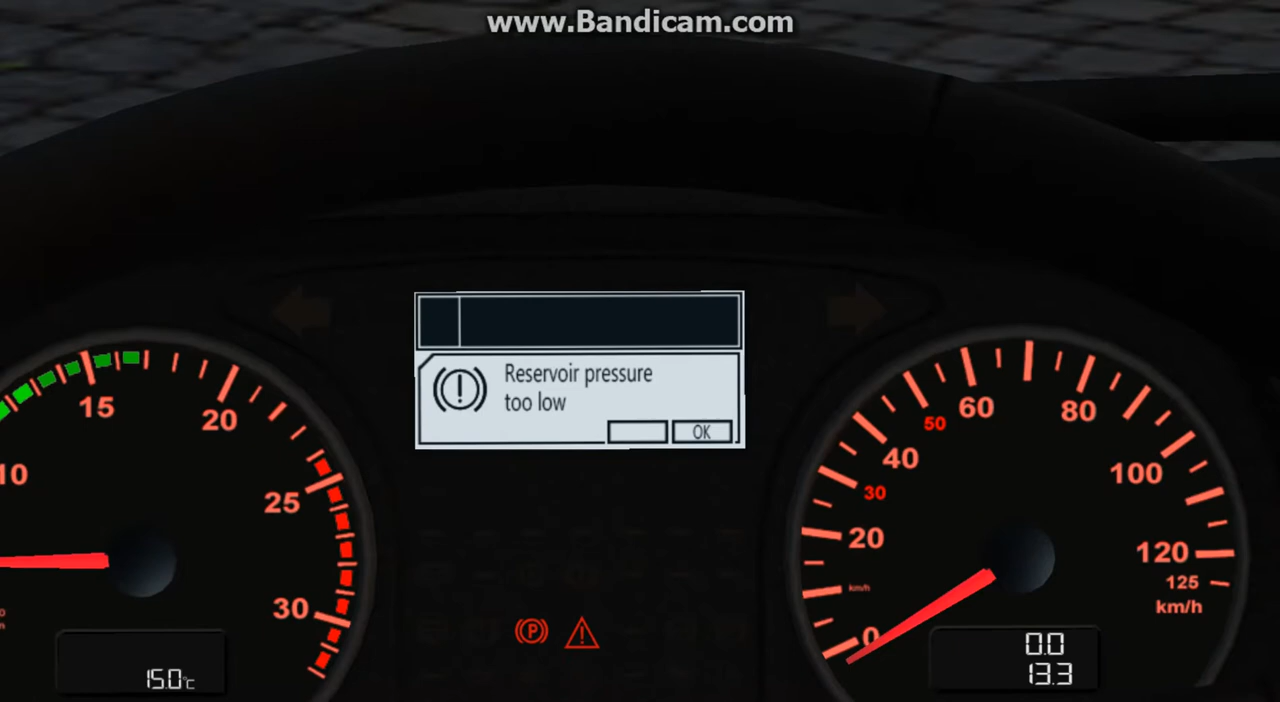 www.Bandicam.com
Reservoir pressure
too low
OK
10
15
20
25
30
15.0°C
P
0
20
30
40
50
60
80
100
120
125
km/h
km/h
0.0
13.3